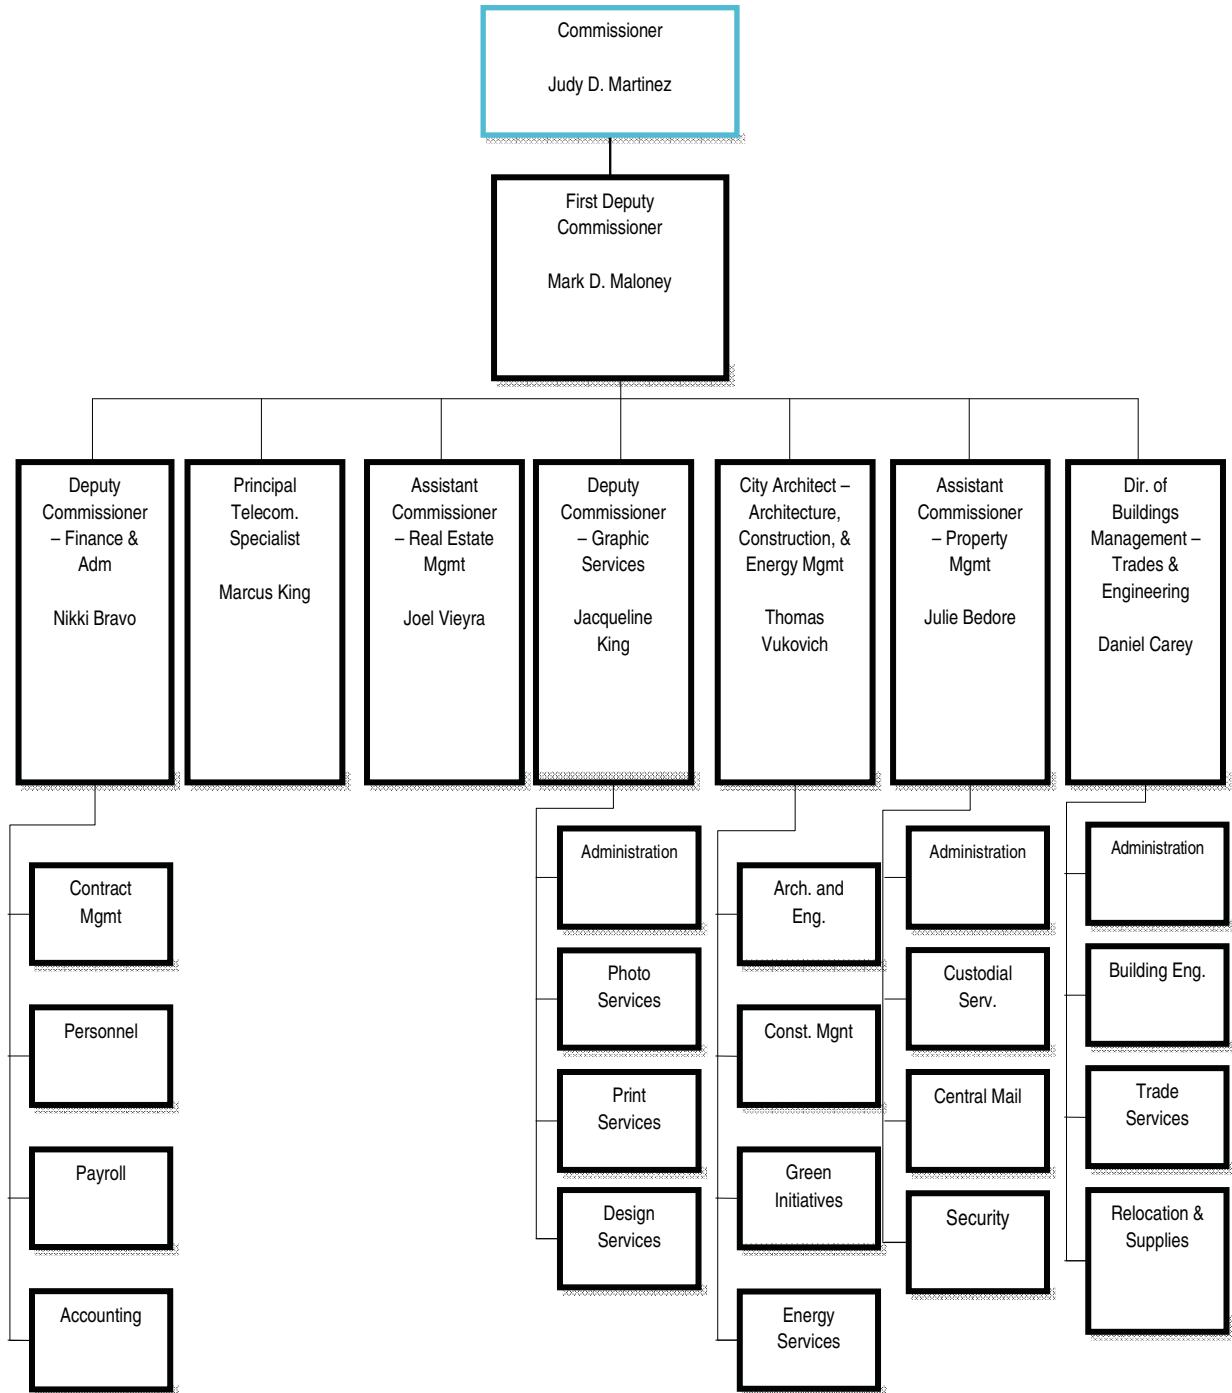 Commissioner
Judy D. Martinez
First Deputy
Commissioner
Mark D. Maloney
Deputy
Commissioner
– Finance &
Adm
Nikki Bravo
Principal
Telecom.
Specialist
Marcus King
Assistant
Commissioner
– Real Estate
Mgmt
Joel Vieyra
Deputy
Commissioner
– Graphic
Services
Jacqueline
King
City Architect –
Architecture,
Construction, &
Energy Mgmt
Thomas
Vukovich
Assistant
Commissioner
– Property
Mgmt
Julie Bedore
Dir. of
Buildings
Management –
Trades &
Engineering
Daniel Carey
Contract
Mgmt
Personnel
Payroll
Accounting
Administration
Photo
Services
Print
Services
Design
Services
Arch. and
Eng.
Const. Mgnt
Green
Initiatives
Energy
Services
Administration
Custodial
Serv.
Central Mail
Security
Administration
Building Eng.
Trade
Services
Relocation &
Supplies